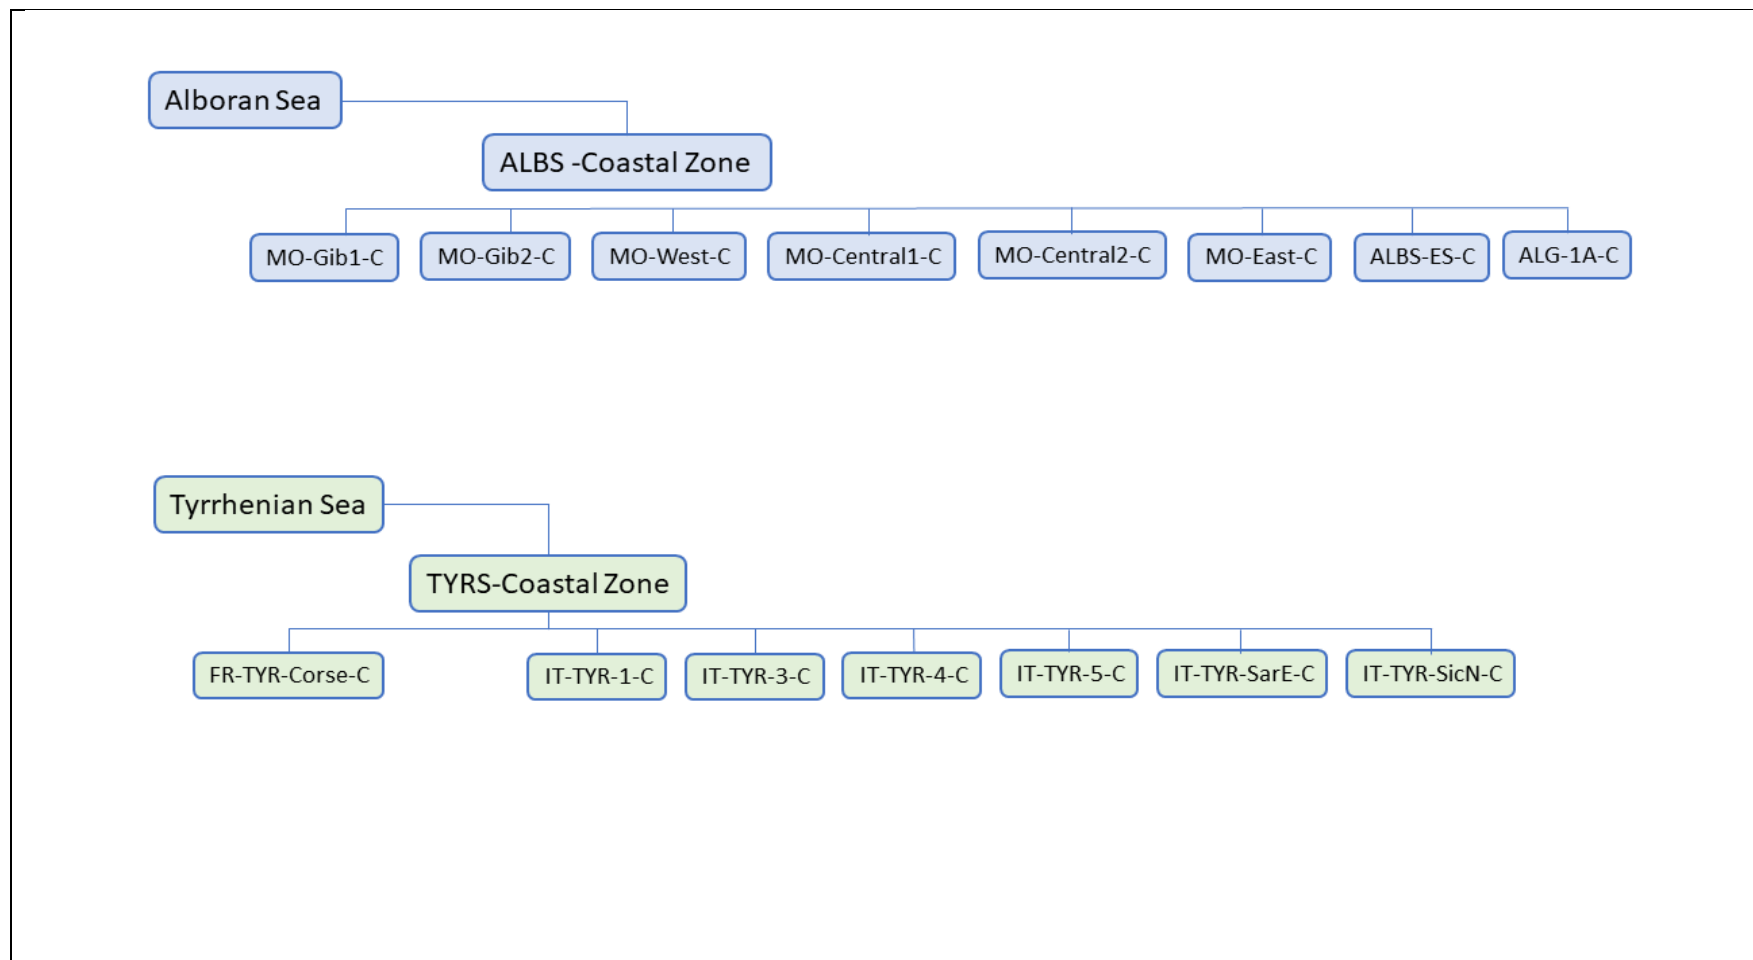 Alboran Sea
ALBS -Coastal Zone
MO-Gib1-C
MO-Gib2-C
MO-West-C
MO-Central1-C
MO-Central2-C
MO-East-C
ALBS-ES-C
ALG-1A-C
Tyrrhenian Sea
TYRS-Coastal Zone
FR-TYR-Corse-C
IT-TYR-1-C
IT-TYR-3-C
IT-TYR-4-C
IT-TYR-5-C
IT-TYR-SarE-C
IT-TYR-SicN-C